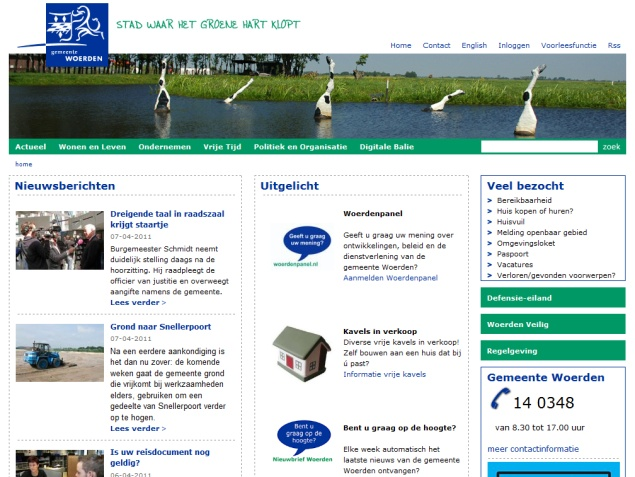 STAD WAAR HET GROENE HART KLOPT
gemeente
WOERDEN
Home Contact English Inloggen Voorleesfunctie Rss
Actueel Wonen en Leven Ondernemen Vrije Tijd Politiek en Organisatie Digitale Balie zoek
home
Nieuwsberichten
Dreigende taal in raadszaal
krijgt staartje
07-04-2011
Burgemeester Schmidt neemt
duidelijk stelling daags na de
hoorzitting. Hij raadpleegt de
officier van justitie en overweegt
aangifte namens de gemeente.
Lees verder >
Grond naar Snellerpoort
07-04-2011
Na een eerdere aankondiging is
het dan nu zover: de komende
weken gaat de gemeente grond
die vrijkomt bij werkzaamheden
elders, gebruiken om een
gedeelte van Snellerpoort verder
op te hogen.
Lees verder >
Is uw reisdocument nog
geldig?
06-04-2011
Uitgelicht
Geeft u graag
uw mening?
woerdenpanel.nl
Woerdenpanel
Geeft u graag uw mening over
ontwikkelingen, beleid en de
dienstverlening van de
gemeente Woerden?
Aanmelden Woerdenpanel
Kavels in verkoop
Diverse vrije kavels in verkoop!
Zelf bouwen aan een huis dat bij
ú past?
Informatie vrije kavels
Bent u
graag op de
hoogte?
Nieuwsbrief Woerden
Bent u graag op de hoogte?
Elke week automatisch het
laatste nieuws van de gemeente
Woerden ontvangen?
Veel bezocht
> Bereikbaarheid
> Huis kopen of huren?
> Huisvuil
> Melding openbaar gebied
> Omgevingsloket
> Paspoort
> Vacatures
> Verloren/gevonden voorwerpen?
Defensie-eiland
Woerden Veilig
Regelgeving
Gemeente Woerden
14 0348
van 8.30 tot 17.00 uur
meer contactinformatie